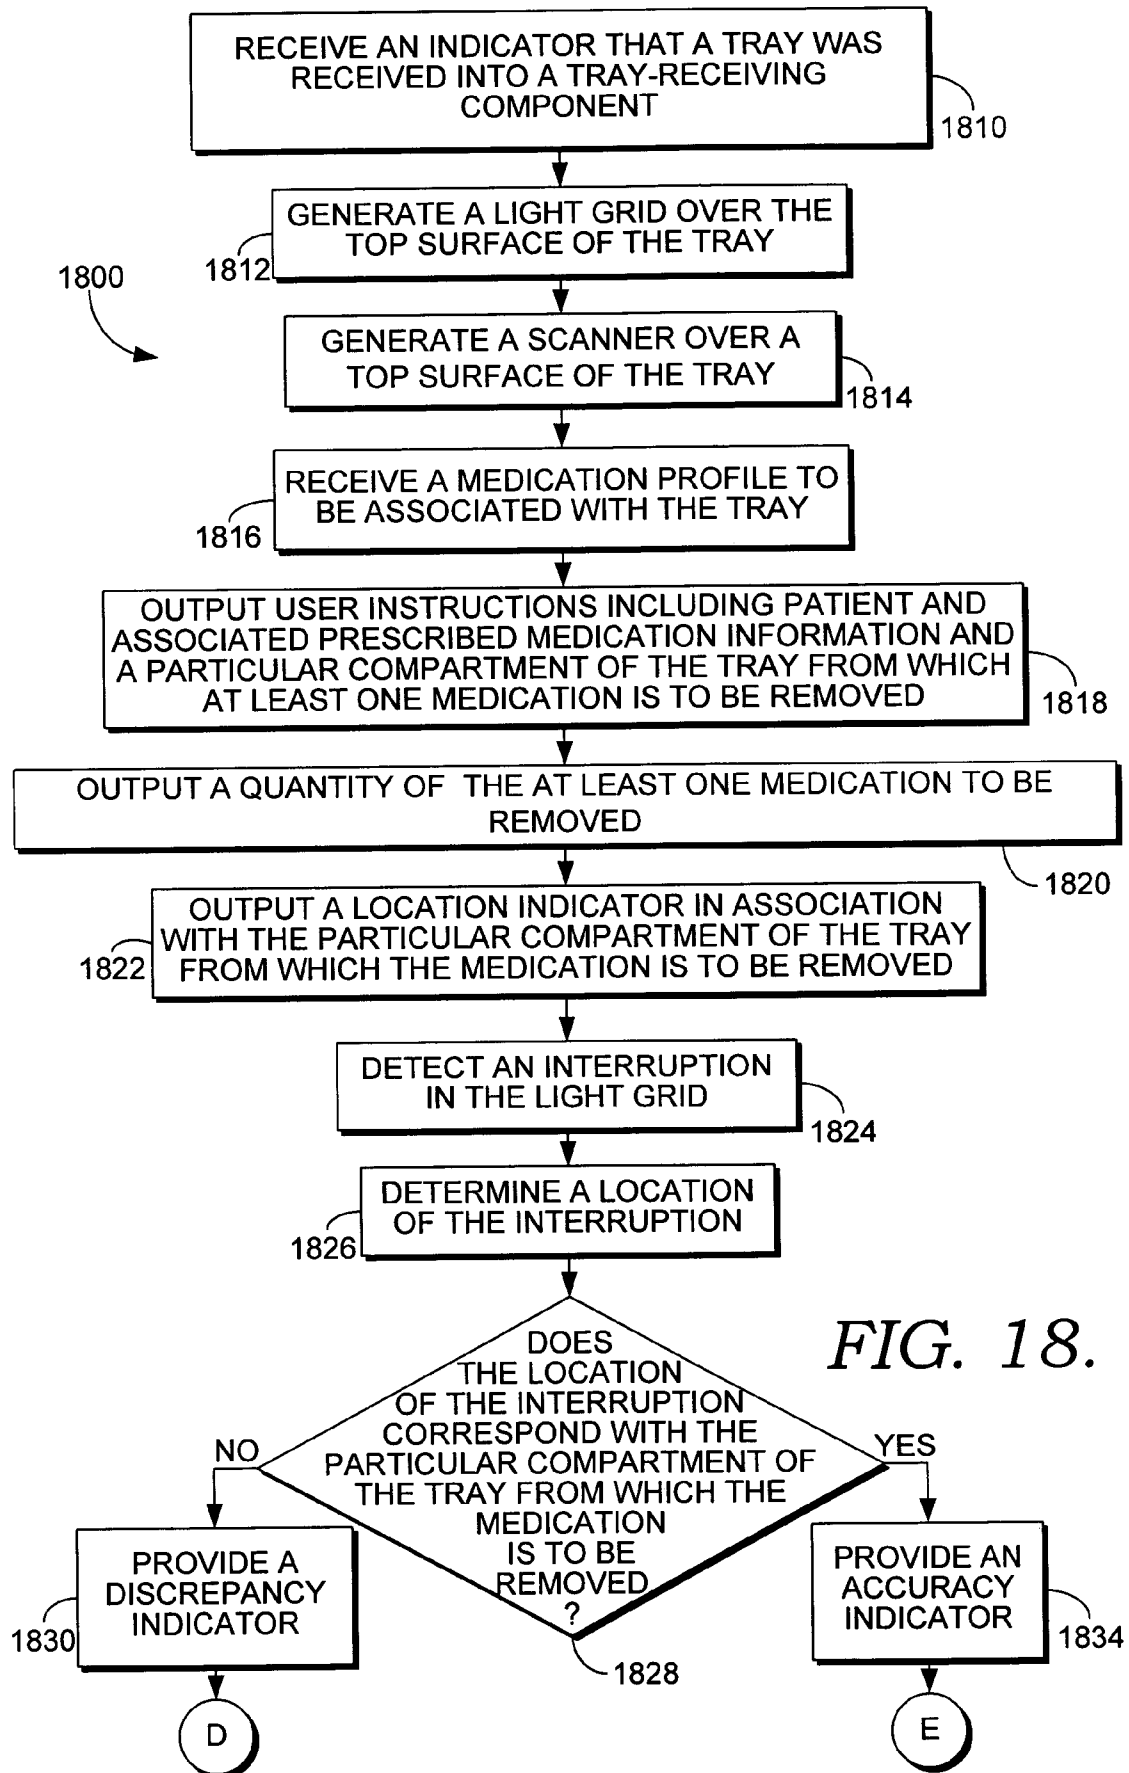 RECEIVE AN INDICATOR THAT A TRAY WAS
RECEIVED INTO A TRAY-RECEIVING
COMPONENT
1810
GENERATE A LIGHT GRID OVER THE
TOP SURFACE OF THE TRAY
1812
1800
GENERATE A SCANNER OVER A
TOP SURFACE OF THE TRAY
1814
RECEIVE A MEDICATION PROFILE TO
BE ASSOCIATED WITH THE TRAY
1816
OUTPUT USER INSTRUCTIONS INCLUDING PATIENT AND
ASSOCIATED PRESCRIBED MEDICATION INFORMATION AND
A PARTICULAR COMPARTMENT OF THE TRAY FROM WHICH
AT LEAST ONE MEDICATION IS TO BE REMOVED
1818
OUTPUT A QUANTITY OF THE AT LEAST ONE MEDICATION TO BE
REMOVED
1820
OUTPUT A LOCATION INDICATOR IN ASSOCIATION
WITH THE PARTICULAR COMPARTMENT OF THE TRAY
FROM WHICH THE MEDICATION IS TO BE REMOVED
1822
DETECT AN INTERRUPTION
IN THE LIGHT GRID
1824
DETERMINE A LOCATION
OF THE INTERRUPTION
1826
FIG. 18.
DOES
THE LOCATION
OF THE INTERRUPTION
CORRESPOND WITH THE
PARTICULAR COMPARTMENT OF
THE TRAY FROM WHICH THE
MEDICATION
IS TO BE
REMOVED
?
1828
NO
YES
PROVIDE A
DISCREPANCY
INDICATOR
1830
PROVIDE AN
ACCURACY
INDICATOR
1834
D
E